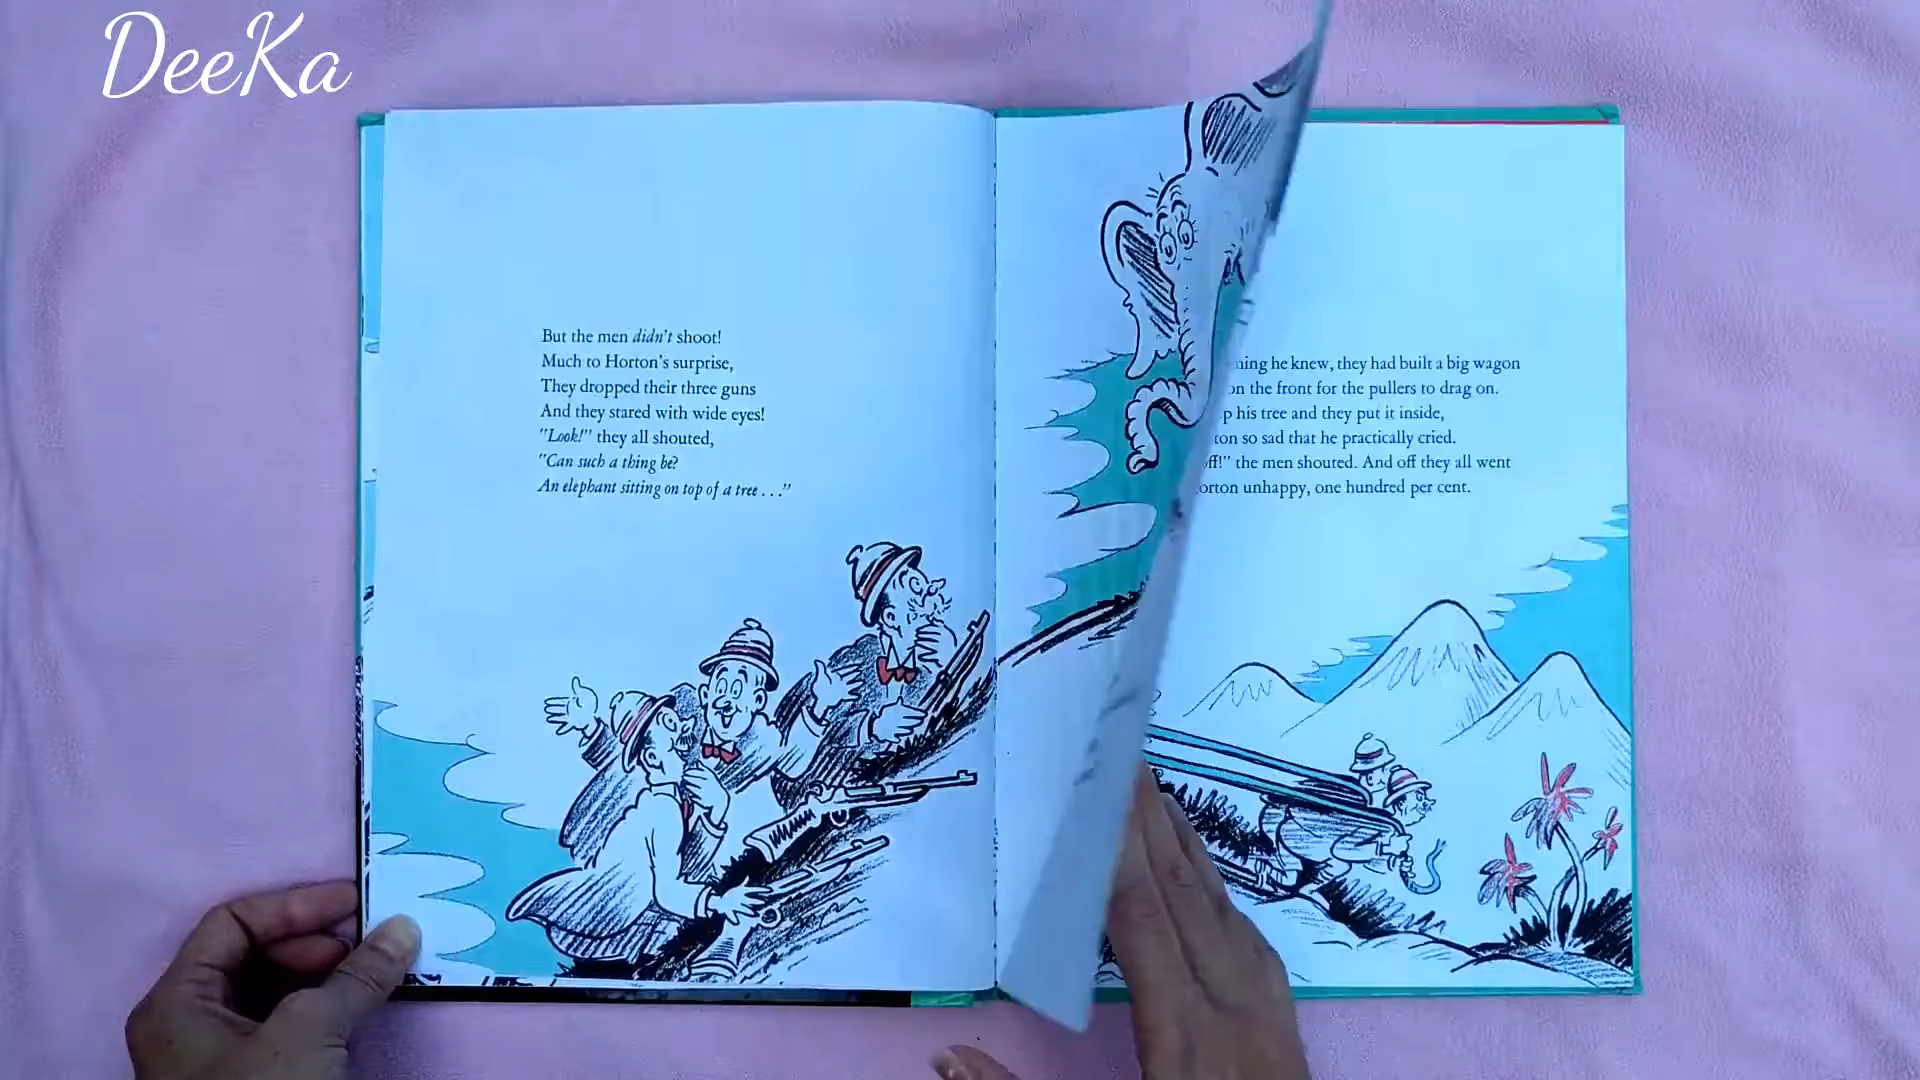 DeeKa
But the men didn't shoot!
Much to Horton's surprise,
They dropped their three guns
And they stared with wide eyes!
"Look!" they all shouted,
"Can such a thing be?
An elephant sitting on top of a tree . . ."
he knew, they had built a big wagon
on the front for the pullers to drag on.
his tree and they put it inside,
so sad that he practically cried.
the men shouted. And off they all went
unhappy, one hundred per cent.